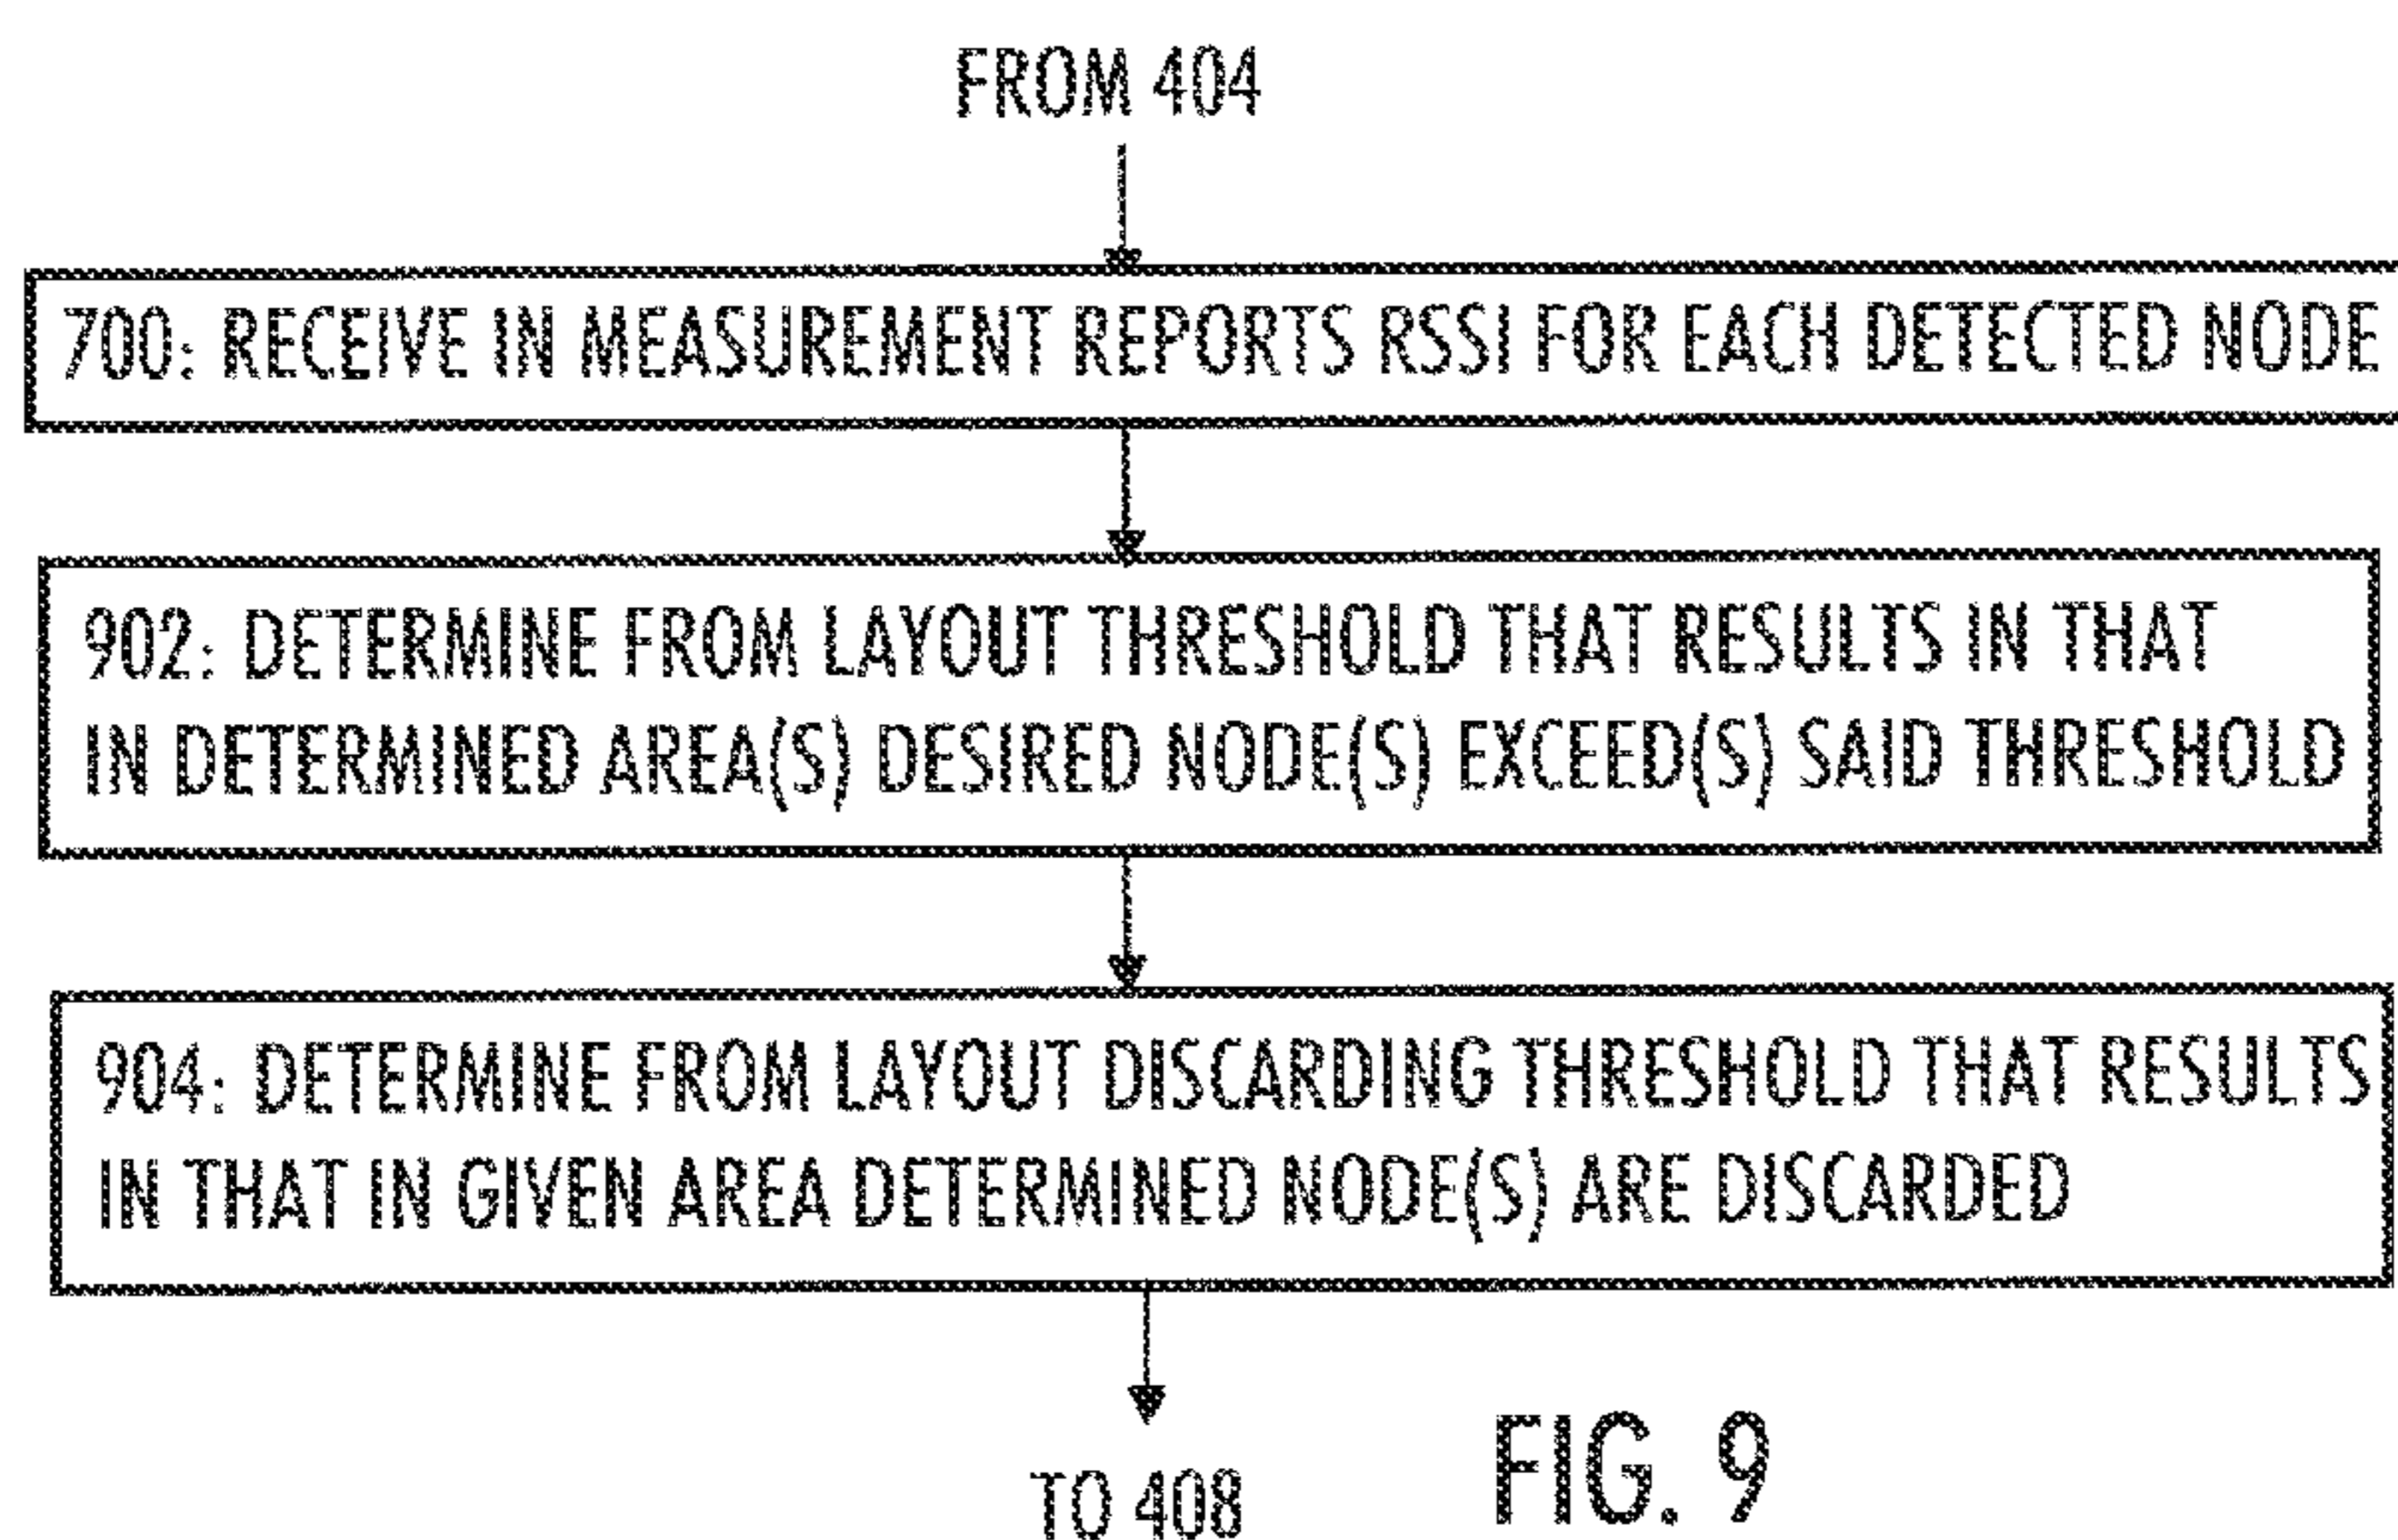 FROM 404
700: RECEIVE IN MEASUREMENT REPORTS RSSI FOR EACH DETECTED NODE
902: DETERMINE FROM LAYOUT THRESHOLD THAT RESULTS IN THAT
IN DETERMINED AREA(S) DESIRED NODE(S) EXCEED(S) SAID THRESHOLD
904: DETERMINE FROM LAYOUT DISCARDING THRESHOLD THAT RESULTS
IN THAT IN GIVEN AREA DETERMINED NODE(S) ARE DISCARDED
TO 408
FIG. 9